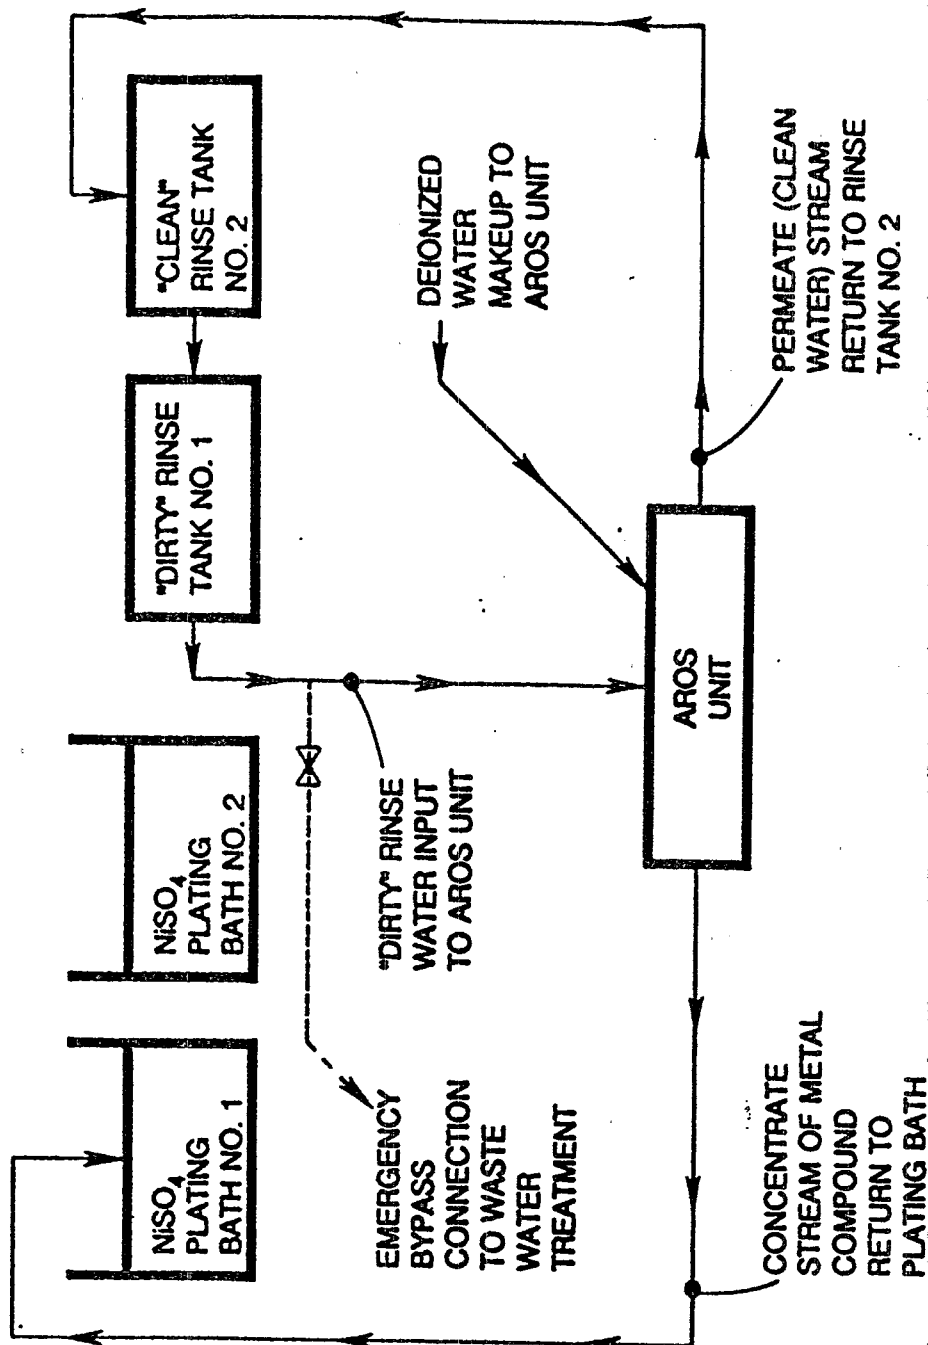 NiSO4
PLATING
BATH NO. 1
NiSO4
PLATING
BATH NO. 2
"DIRTY" RINSE
TANK NO. 1
"CLEAN"
RINSE TANK
NO. 2
EMERGENCY
BYPASS
CONNECTION
TO WASTE
WATER
TREATMENT
"DIRTY" RINSE
WATER INPUT
TO AROS UNIT
DEIONIZED
WATER
MAKEUP TO
AROS UNIT
AROS
UNIT
CONCENTRATE
STREAM OF METAL
COMPOUND
RETURN TO
PLATING BATH
PERMEATE (CLEAN
WATER) STREAM
RETURN TO RINSE
TANK NO. 2